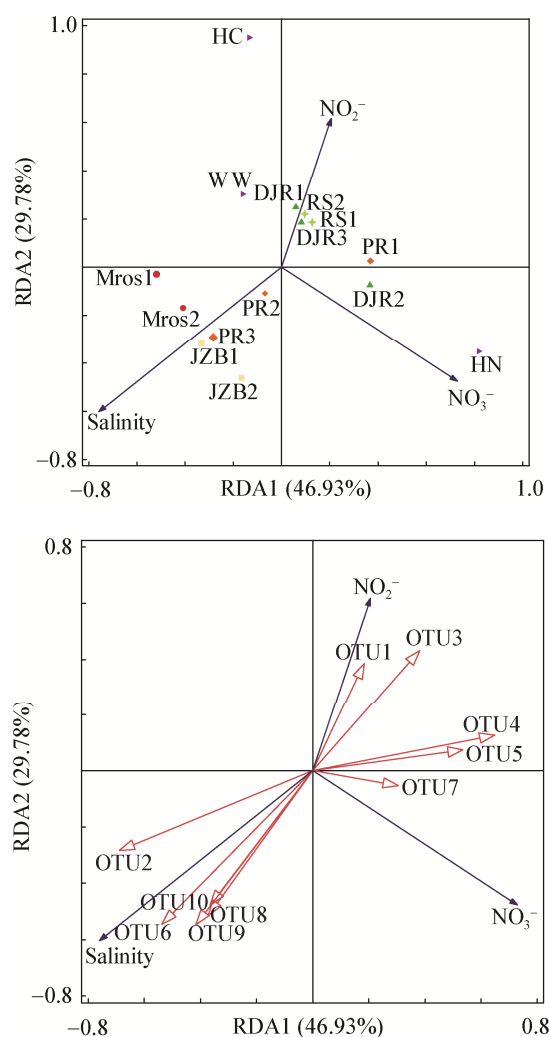 1.0
HC
NO₂⁻
WW
DJR1
RS2
RS1
DJR3
PR1
RDA2 (29.78%)
Mros1
PR2
DJR2
Mros2
PR3
JZB1
HN
JZB2
NO₃⁻
Salinity
−0.8
−0.8
RDA1 (46.93%)
1.0
0.8
NO₂⁻
OTU1
OTU3
OTU4
OTU5
OTU7
RDA2 (29.78%)
OTU2
OTU10
OTU8
NO₃⁻
OTU6
OTU9
Salinity
−0.8
−0.8
RDA1 (46.93%)
0.8